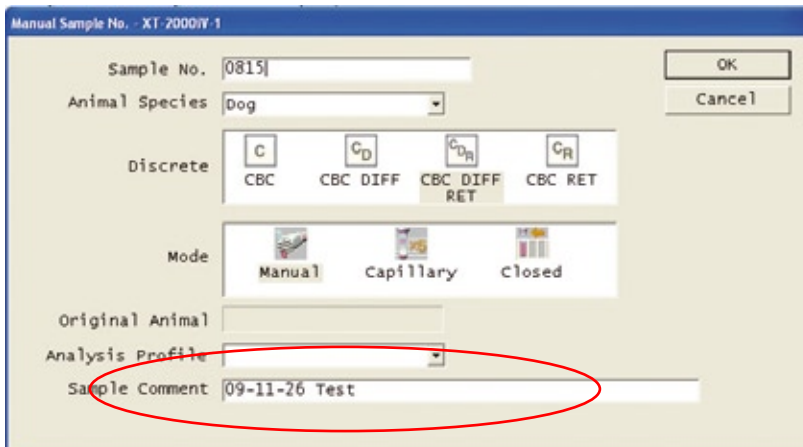 Manual Sample No. - XT-2000iV-1
Sample No. 0815 OK
Animal Species Dog Cancel
Discrete
C CD CDR CR
CBC CBC DIFF CBC DIFF RET CBC RET
Mode
X5
Manual Capillary Closed
Original Animal
Analysis Profile
Sample Comment 09-11-26 Test